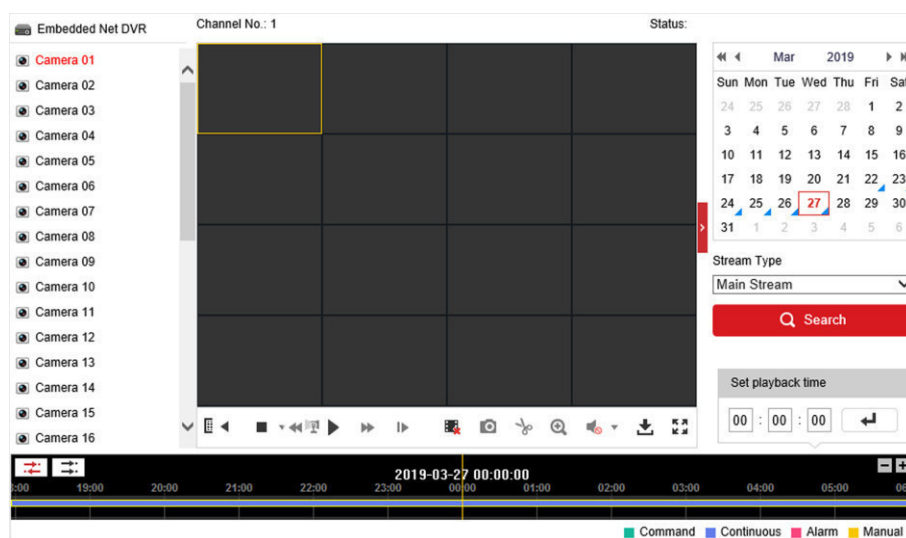 Embedded Net DVR
Channel No.: 1
Status:
Camera 01
Camera 02
Camera 03
Camera 04
Camera 05
Camera 06
Camera 07
Camera 08
Camera 09
Camera 10
Camera 11
Camera 12
Camera 13
Camera 14
Camera 15
Camera 16
Mar 2019
Sun Mon Tue Wed Thu Fri Sat
24 25 26 27 28 1 2
3 4 5 6 7 8 9
10 11 12 13 14 15 16
17 18 19 20 21 22 23
24 25 26 27 28 29 30
31 1 2 3 4 5 6
Stream Type
Main Stream
Search
Set playback time
00 : 00 : 00
2019-03-27 00:00:00
:00 19:00 20:00 21:00 22:00 23:00 00:00 01:00 02:00 03:00 04:00 05:00 06
Command Continuous Alarm Manual